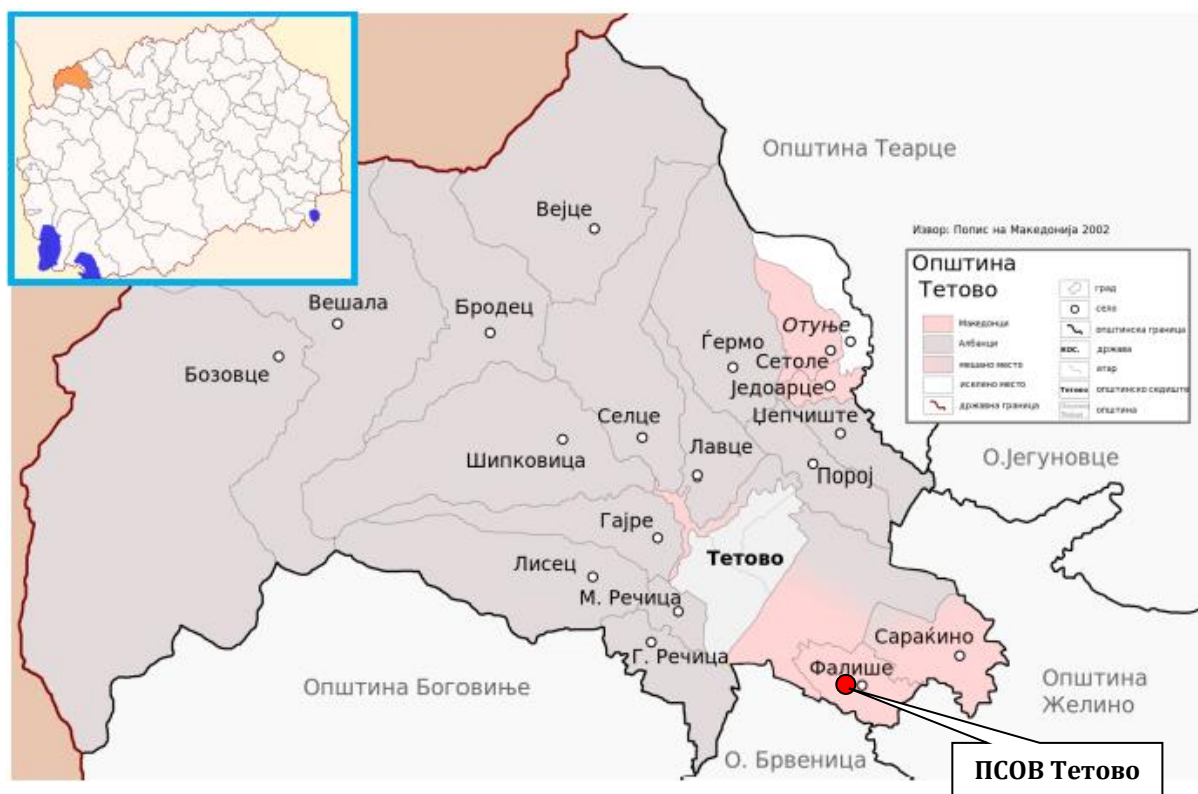 Општина Теарце
Вејце
Извор: Попис на Македонија 2002
Општина
Тетово
Македонци
Албанци
мешано место
иселено место
државна граница
град
село
општинска граница
КОС.
држава
атар
Тетово
општинско седиште
општина
Вешала
Бродец
Отуње
Бозовце
Ѓермо
Сетоле
Једоарце
Селце
Џепчиште
Шипковица
Лавце
Порој
О.Јегуновце
Гајре
Тетово
Лисец
М. Речица
Г. Речица
Сараќино
Фалише
Општина Боговиње
Општина
Желино
О. Брвеница
ПСОВ Тетово